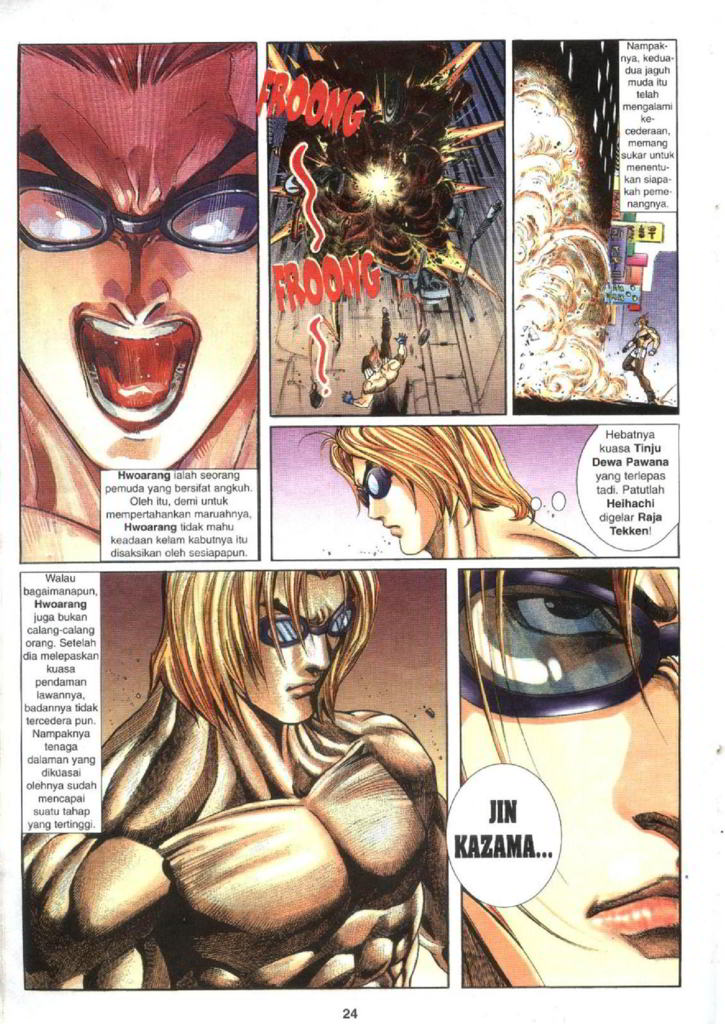 Hwoarang ialah seorang
pemuda yang bersifat angkuh.
Oleh itu, demi untuk
mempertahankan maruahnya,
Hwoarang tidak mahu
keadaan kelam kabutnya itu
disaksikan oleh sesiapapun.
FROONG
FROONG
Nampak-
nya, kedua-
dua jaguh
muda itu
telah
mengalami
ke-
cederaan,
memang
sukar untuk
menentu-
kan siapa-
kah peme-
nangnya.
Hebatnya
kuasa Tinju
Dewa Pawana
yang terlepas
tadi. Patutlah
Heihachi
digelar Raja
Tekken!
Walau
bagaimanapun,
Hwoarang
juga bukan
calang-calang
orang. Setelah
dia melepaskan
kuasa
pendaman
lawannya,
badannya tidak
tercedera pun.
Nampaknya
tenaga
dalaman yang
dikuasai
olehnya sudah
mencapai
suatu tahap
yang tertinggi.
JIN
KAZAMA...
24